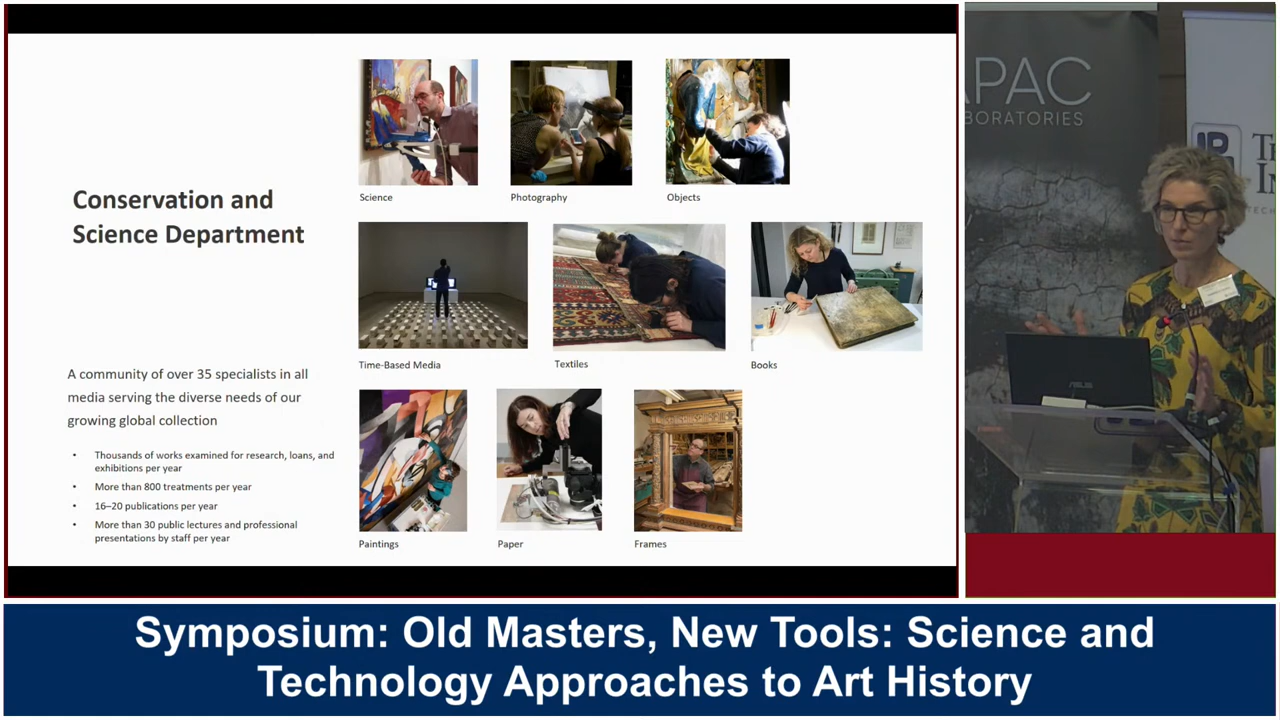 Conservation and
Science Department
A community of over 35 specialists in all
media serving the diverse needs of our
growing global collection
• Thousands of works examined for research, loans, and
exhibitions per year
• More than 800 treatments per year
• 16–20 publications per year
• More than 30 public lectures and professional
presentations by staff per year
Science
Photography
Objects
Time-Based Media
Textiles
Books
Paintings
Paper
Frames
APAC
ASUS
Symposium: Old Masters, New Tools: Science and
Technology Approaches to Art History